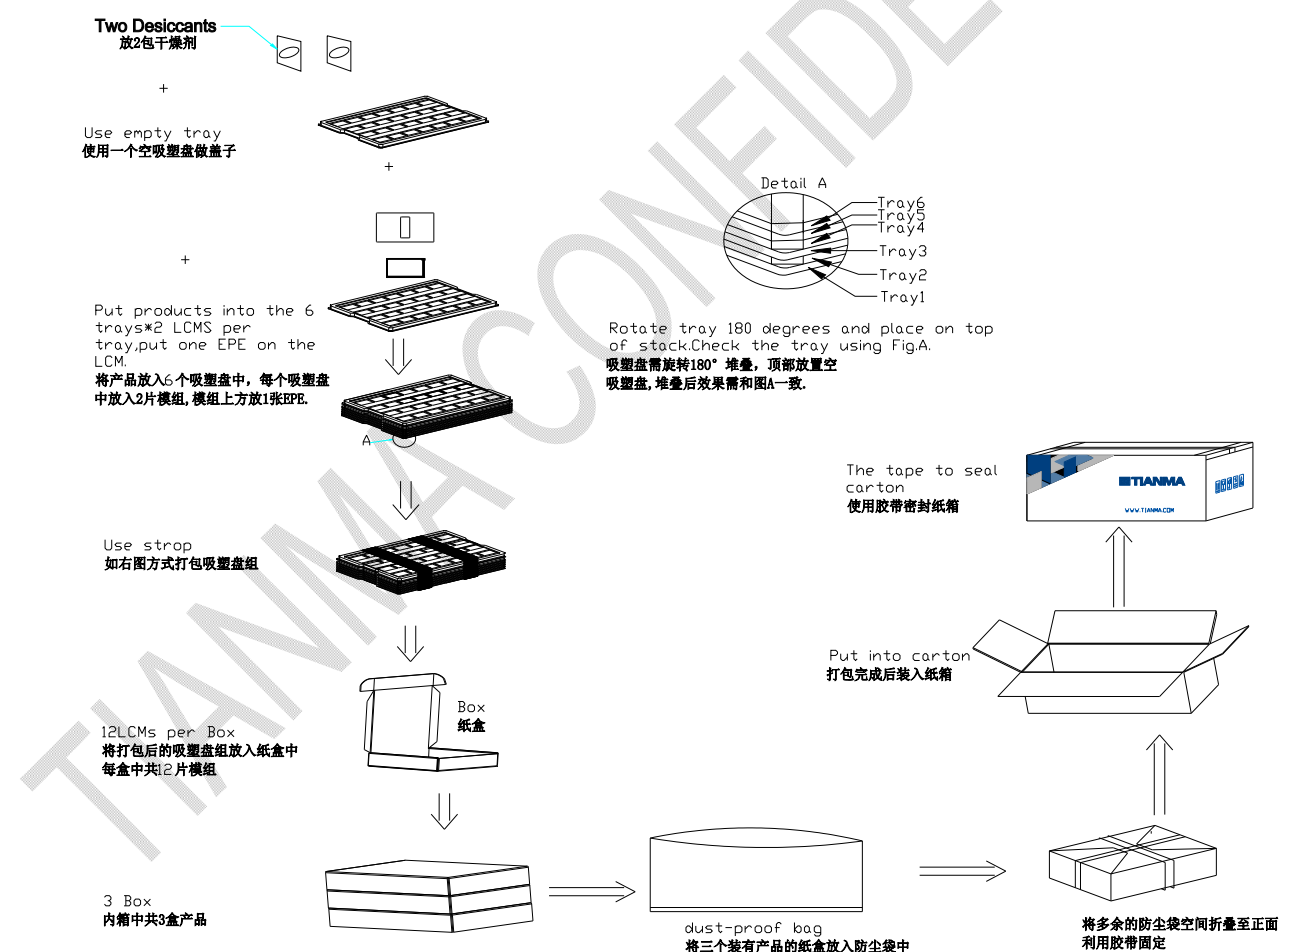 Two Desiccants
放2包干燥剂
+
Use empty tray
使用一个空吸塑盘做盖子
+
+
Put products into the 6
trays*2 LCMS per
tray,put one EPE on the
LCM.
将产品放入6个吸塑盘中，每个吸塑盘
中放入2片模组,模组上方放1张EPE.
A
Detail A
Tray6
Tray5
Tray4
Tray3
Tray2
Tray1
Rotate tray 180 degrees and place on top
of stack.Check the tray using Fig.A.
吸塑盘需旋转180°堆叠，顶部放置空
吸塑盘,堆叠后效果需和图A一致.
Use strop
如右图方式打包吸塑盘组
Box
纸盒
12LCMs per Box
将打包后的吸塑盘组放入纸盒中
每盒中共12片模组
3 Box
内箱中共3盒产品
dust-proof bag
将三个装有产品的纸盒放入防尘袋中
将多余的防尘袋空间折叠至正面
利用胶带固定
Put into carton
打包完成后装入纸箱
The tape to seal
carton
使用胶带密封纸箱
TIANMA
WWW.TIANMA.COM
TIANMA CONFIDE